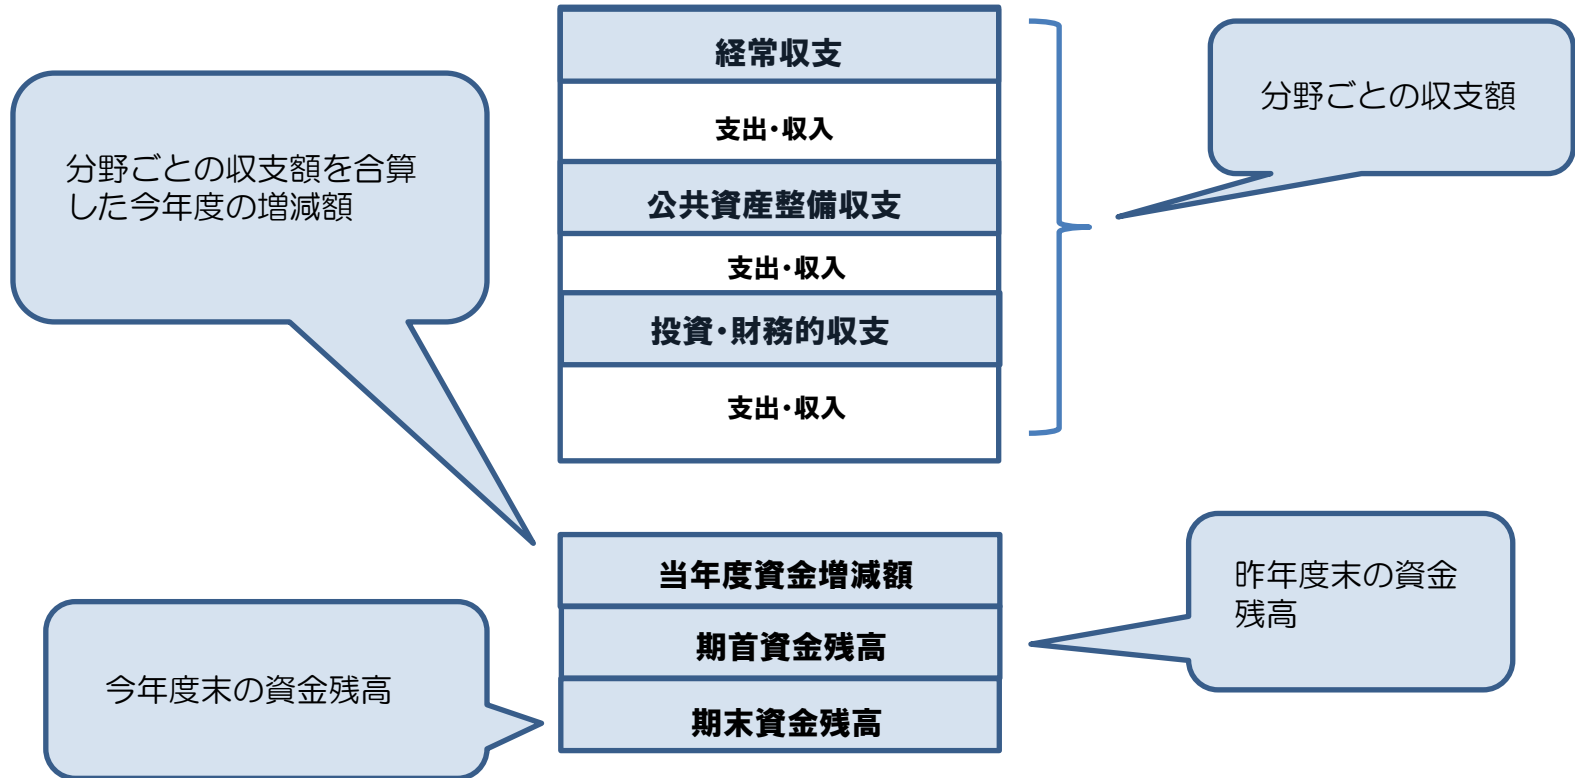 経常収支
支出・収入
公共資産整備収支
支出・収入
投資・財務的収支
支出・収入
分野ごとの収支額
分野ごとの収支額を合算
した今年度の増減額
当年度資金増減額
期首資金残高
期末資金残高
昨年度末の資金
残高
今年度末の資金残高